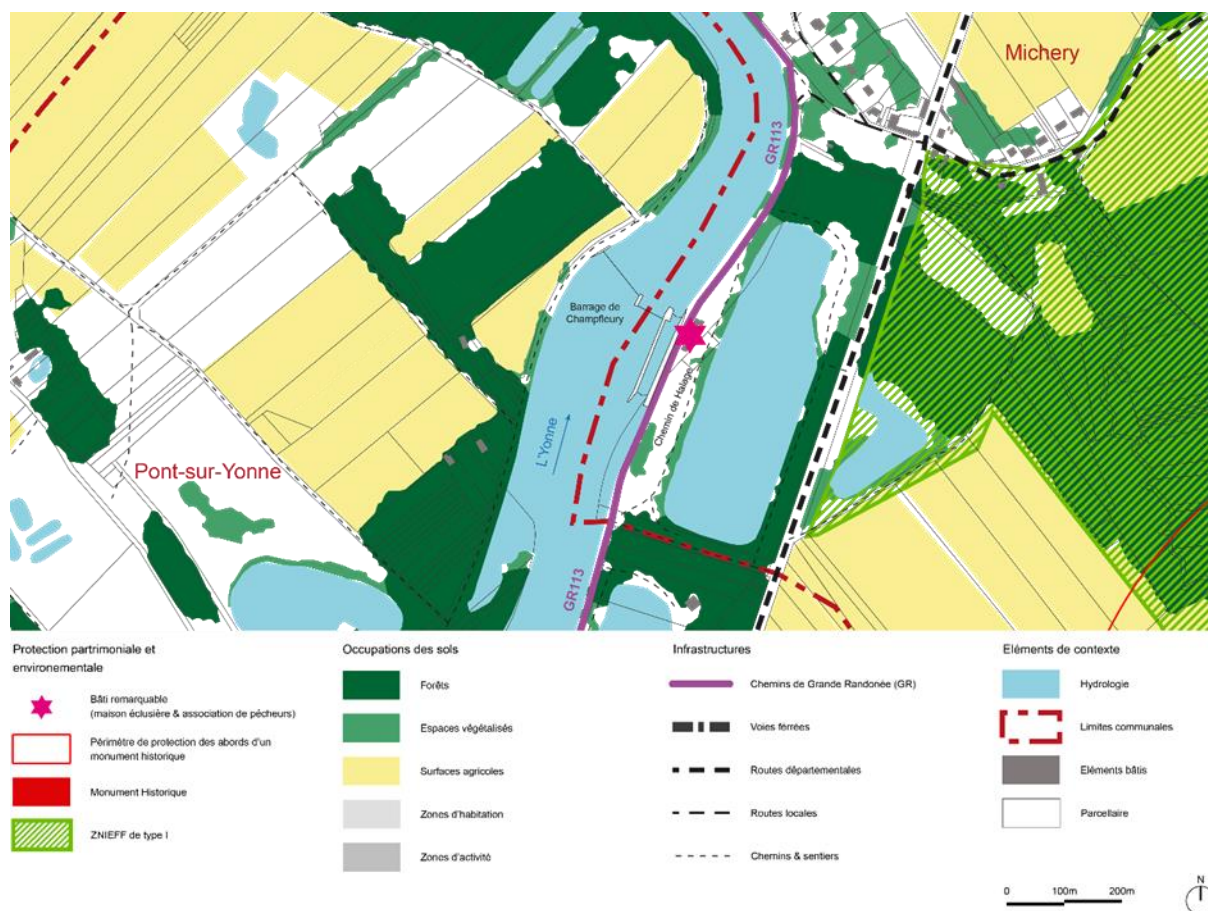 Michery
GR113
Barrage de
Champfleury
Chemin de Halage
L'Yonne
Pont-sur-Yonne
GR113
Protection partrimoniale et
environementale
Bâti remarquable
(maison éclusière & association de pêcheurs)
Périmètre de protection des abords d'un
monument historique
Monument Historique
ZNIEFF de type I
Occupations des sols
Forêts
Espaces végétalisés
Surfaces agricoles
Zones d'habitation
Zones d'activité
Infrastructures
Chemins de Grande Randonée (GR)
Voies férrées
Routes départementales
Routes locales
Chemins & sentiers
Eléments de contexte
Hydrologie
Limites communales
Eléments bâtis
Parcellaire
0 100m 200m
N